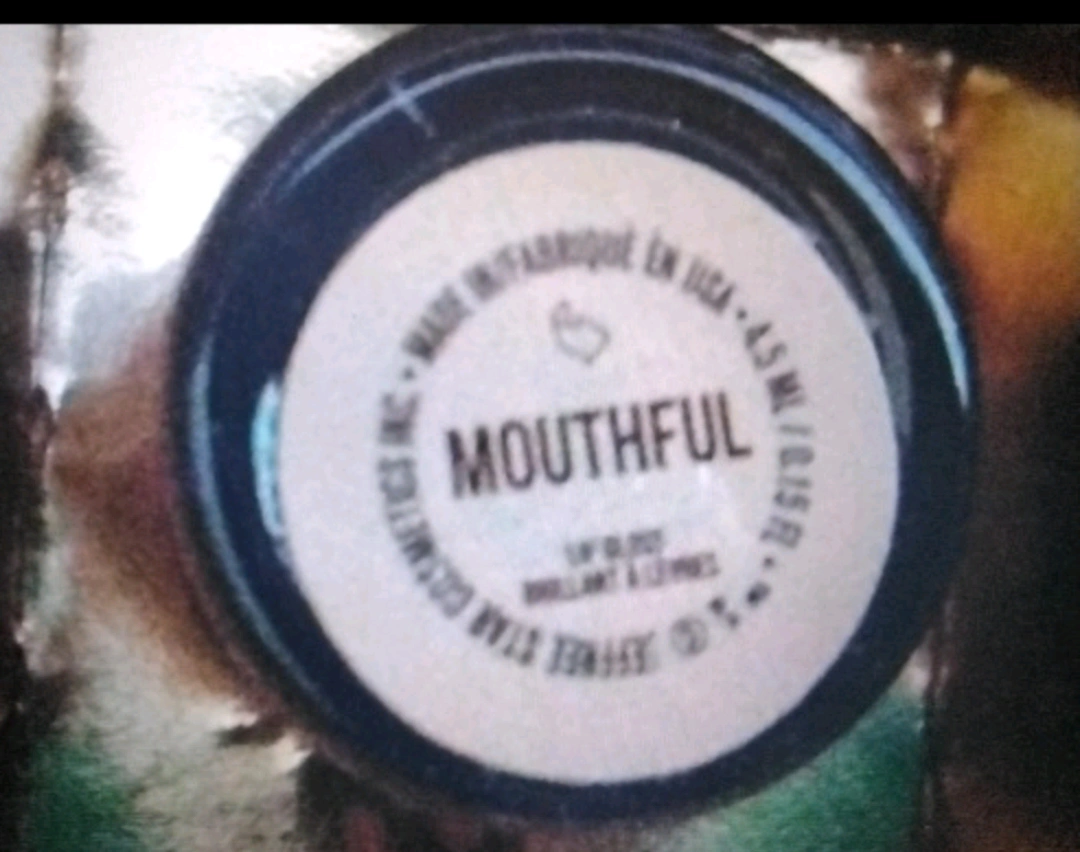 MADE IN/FABRIQUÉ EN USA • 4.5 ML / 0.15 FL •
JEFFREE STAR COSMETICS INC. •
MOUTHFUL
LIP GLOSS
BRILLANT À LÈVRES